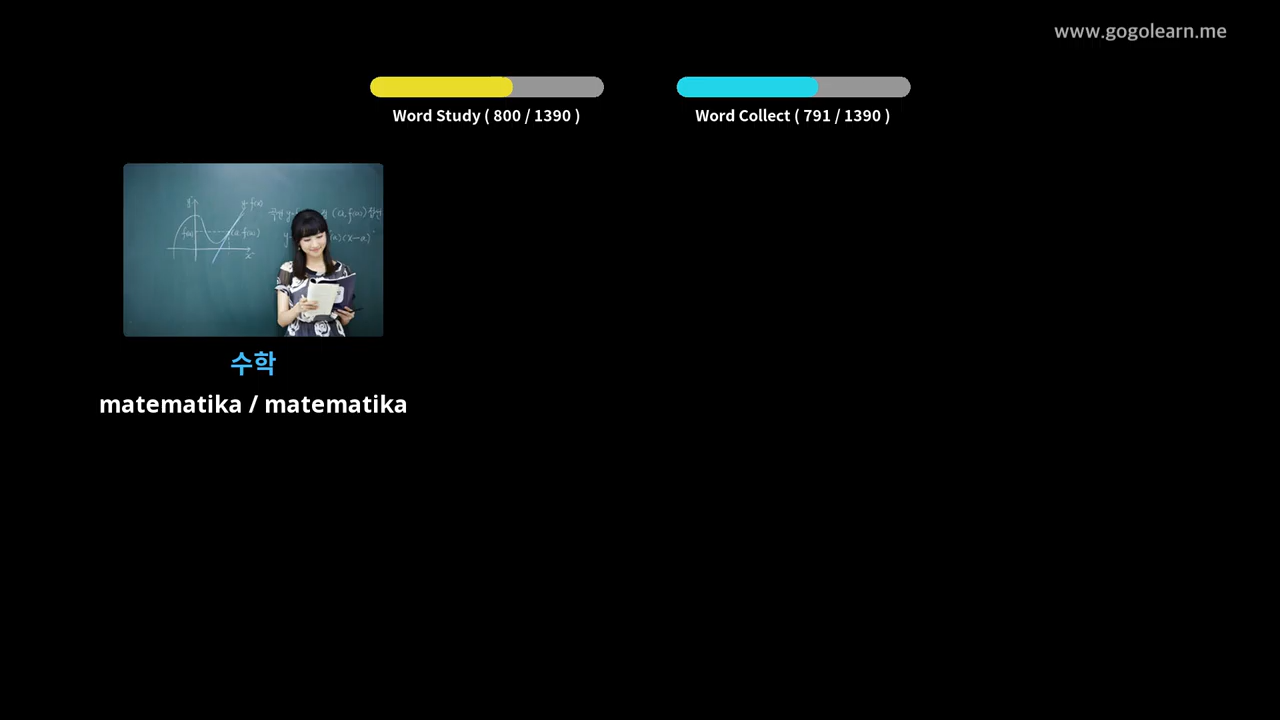 www.gogolearn.me
Word Study ( 800 / 1390 )
Word Collect ( 791 / 1390 )
수학
matematika / matematika